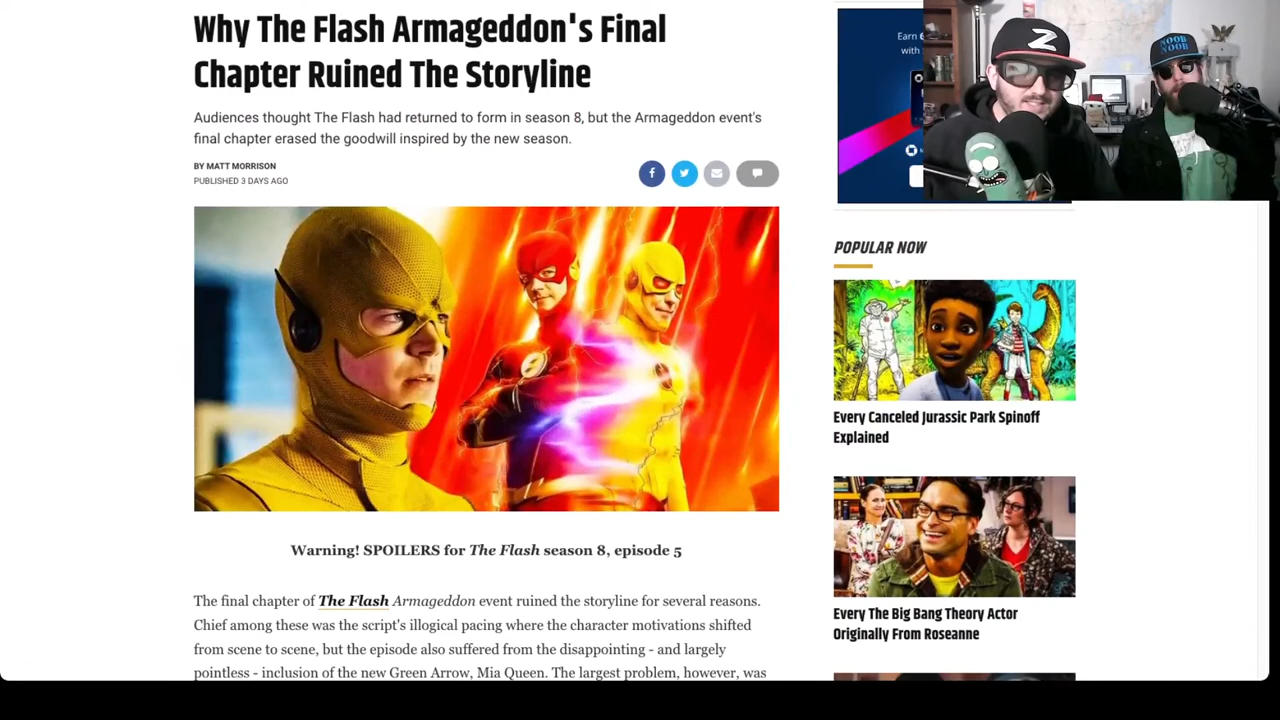 Why The Flash Armageddon's Final
Chapter Ruined The Storyline
Audiences thought The Flash had returned to form in season 8, but the Armageddon event's
final chapter erased the goodwill inspired by the new season.
BY MATT MORRISON
PUBLISHED 3 DAYS AGO
Earn
with
Z
NOOB
NOOB
POPULAR NOW
Every Canceled Jurassic Park Spinoff
Explained
Every The Big Bang Theory Actor
Originally From Roseanne
Warning! SPOILERS for The Flash season 8, episode 5
The final chapter of The Flash Armageddon event ruined the storyline for several reasons.
Chief among these was the script's illogical pacing where the character motivations shifted
from scene to scene, but the episode also suffered from the disappointing - and largely
pointless - inclusion of the new Green Arrow, Mia Queen. The largest problem, however, was